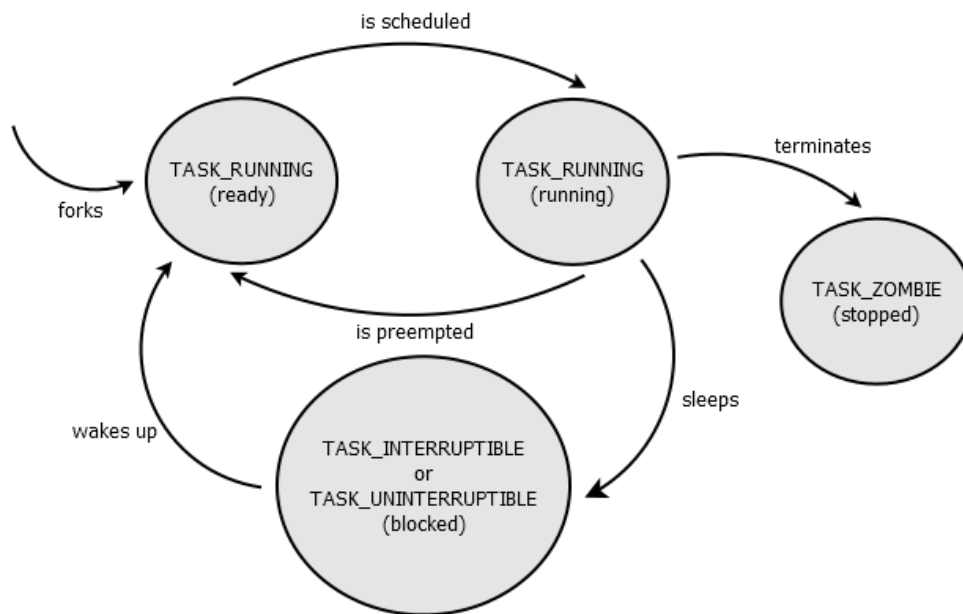 is scheduled
TASK_RUNNING
(ready)
TASK_RUNNING
(running)
terminates
forks
TASK_ZOMBIE
(stopped)
is preempted
sleeps
wakes up
TASK_INTERRUPTIBLE
or
TASK_UNINTERRUPTIBLE
(blocked)